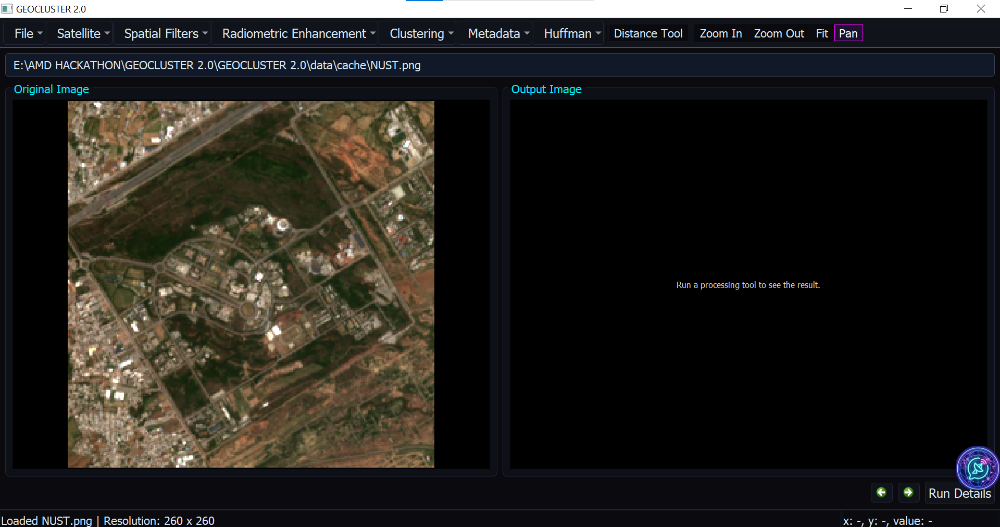 GEOCLUSTER 2.0
File Satellite Spatial Filters Radiometric Enhancement Clustering Metadata Huffman Distance Tool Zoom In Zoom Out Fit Pan
E:\AMD HACKATHON\GEOCLUSTER 2.0\GEOCLUSTER 2.0\data\cache\NUST.png
Original Image Output Image
Run a processing tool to see the result.
Run Details
Loaded NUST.png | Resolution: 260 x 260 x: -, y: -, value: -